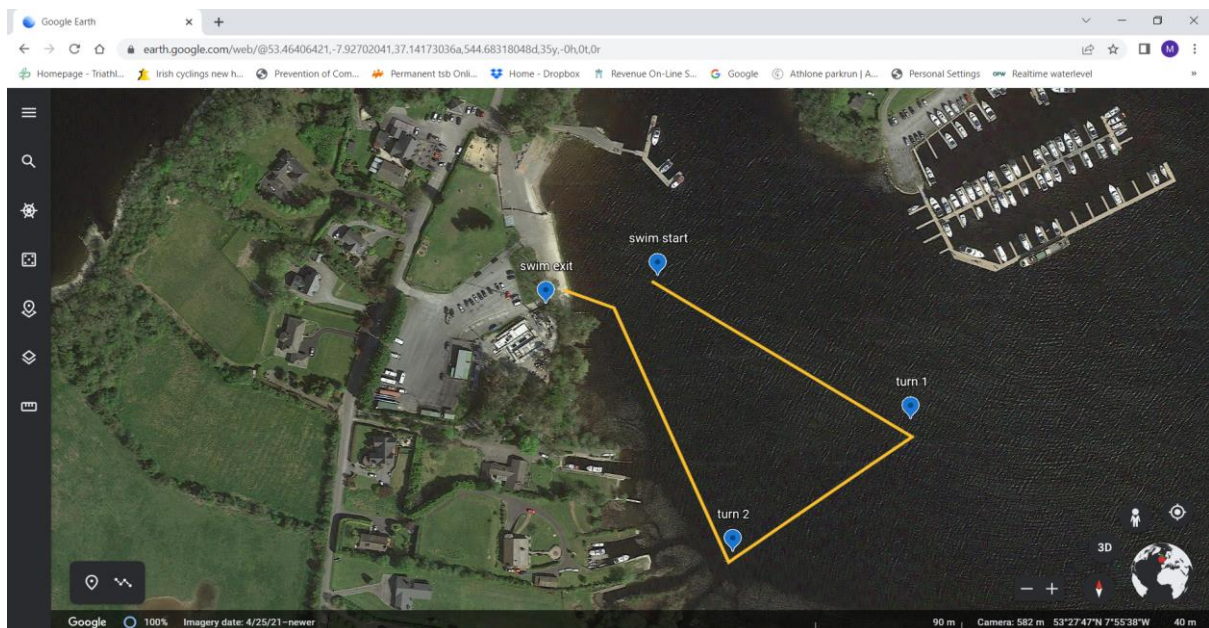 Google Earth
earth.google.com/web/@53.46406421,-7.92702041,37.14173036a,544.68318048d,35y,-0h,0t,0r
M
Homepage - Triathl... Irish cyclings new h... Prevention of Com... Permanent tsb Onli... Home - Dropbox Revenue On-Line S... Google Athlone parkrun | A... Personal Settings OPW Realtime waterlevel »
swim start
swim exit
turn 1
turn 2
3D
Google 100% Imagery date: 4/25/21–newer 90 m Camera: 582 m 53°27'47"N 7°55'38"W 40 m